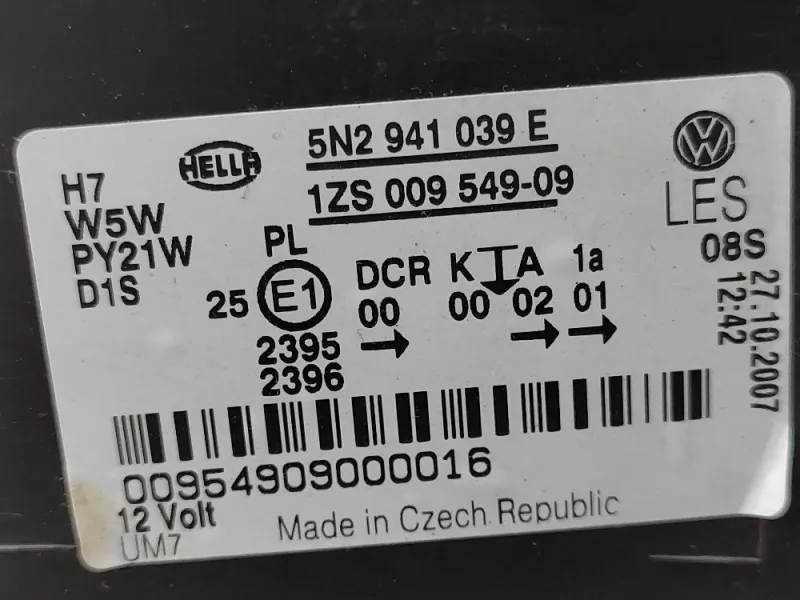 HELLA
5N2 941 039 E
1ZS 009 549-09
VW
LES
08S
27.10.2007
12:42
H7
W5W
PY21W
D1S
PL
25 E1
2395
2396
DCR K A 1a
00 00 02 01
00954909000016
12 Volt
UM7
Made in Czech Republic